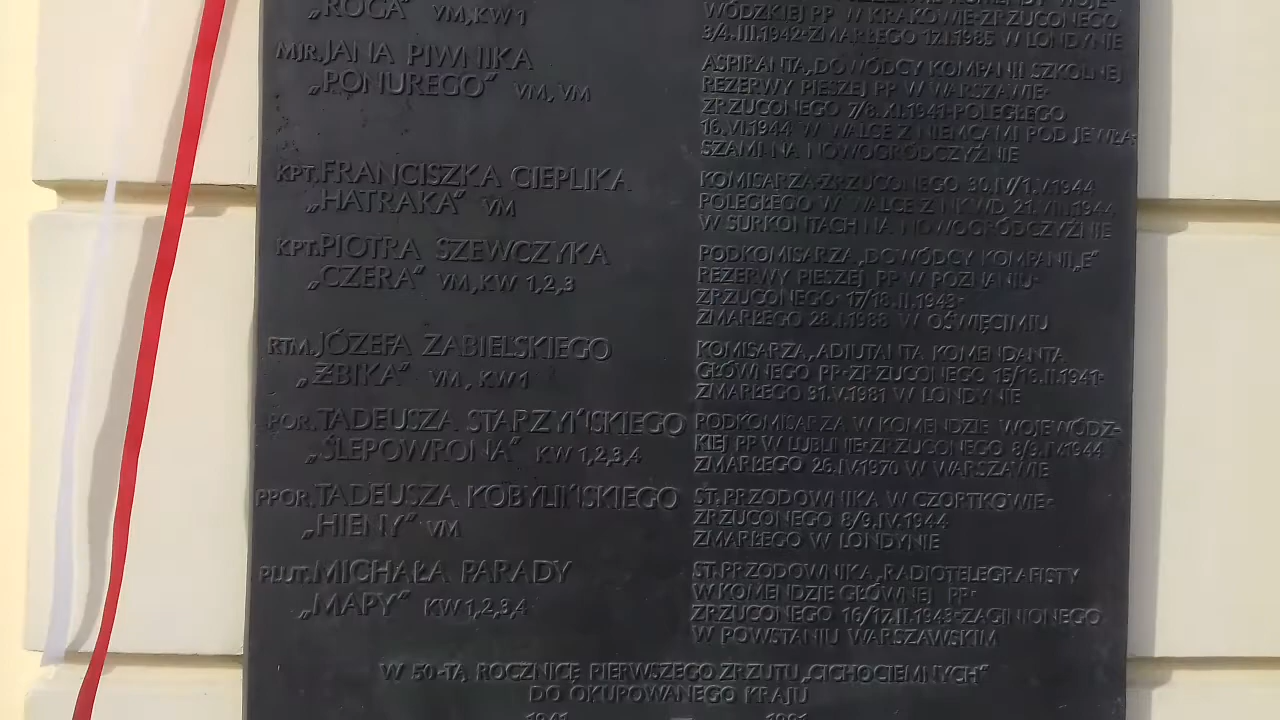 „ROGA” VM, KW 1
WÓDZKIEJ PP W KRAKOWIE·ZRZUCONEGO
3/4.III.1942·ZMARŁEGO 17.I.1985 W LONDYNIE
MJR. JANA PIWNIKA
„PONUREGO” VM, VM
ASPIRANTA, DOWÓDCY KOMPANII SZKOLNEJ
REZERWY PIESZEJ PP W WARSZAWIE·
ZRZUCONEGO 7/8.XI.1941·POLEGŁEGO
16.VI.1944 W WALCE Z NIEMCAMI POD JEWŁA-
SZAMI NA NOWOGRÓDCZYŹNIE
KPT. FRANCISZKA CIEPLIKA
„HATRAKA” VM
KOMISARZA·ZRZUCONEGO 30.IV/1.V.1944
POLEGŁEGO W WALCE Z NKWD 21.VIII.1944
W SURKONTACH NA NOWOGRÓDCZYŹNIE
KPT. PIOTRA SZEWCZYKA
„CZERA” VM, KW 1,2,3
PODKOMISARZA, DOWÓDCY KOMPANII „E”
REZERWY PIESZEJ PP W POZNANIU·
ZRZUCONEGO 17/18.II.1943·
ZMARŁEGO 28.I.1988 W OŚWIĘCIMIU
RTM. JÓZEFA ZABIELSKIEGO
„ŻBIKA” VM, KW 1
KOMISARZA, ADIUTANTA KOMENDANTA
GŁÓWNEGO PP·ZRZUCONEGO 15/16.II.1941·
ZMARŁEGO 31.V.1981 W LONDYNIE
POR. TADEUSZA STARZYŃSKIEGO
„ŚLEPOWRONA” KW 1,2,3,4
PODKOMISARZA W KOMENDZIE WOJEWÓDZ-
KIEJ PP W LUBLINIE·ZRZUCONEGO 8/9.IV.1944
ZMARŁEGO 26.IV.1970 W WARSZAWIE
PPOR. TADEUSZA KOBYLIŃSKIEGO
„HIENY” VM
ST. PRZODOWNIKA W CZORTKOWIE·
ZRZUCONEGO 8/9.IV.1944
ZMARŁEGO W LONDYNIE
PLUT. MICHAŁA PARADY
„MAPY” KW 1,2,3,4
ST. PRZODOWNIKA, RADIOTELEGRAFISTY
W KOMENDZIE GŁÓWNEJ PP·
ZRZUCONEGO 16/17.II.1943·ZAGINIONEGO
W POWSTANIU WARSZAWSKIM
W 50-TĄ ROCZNICĘ PIERWSZEGO ZRZUTU „CICHOCIEMNYCH”
DO OKUPOWANEGO KRAJU
1941 — 1991